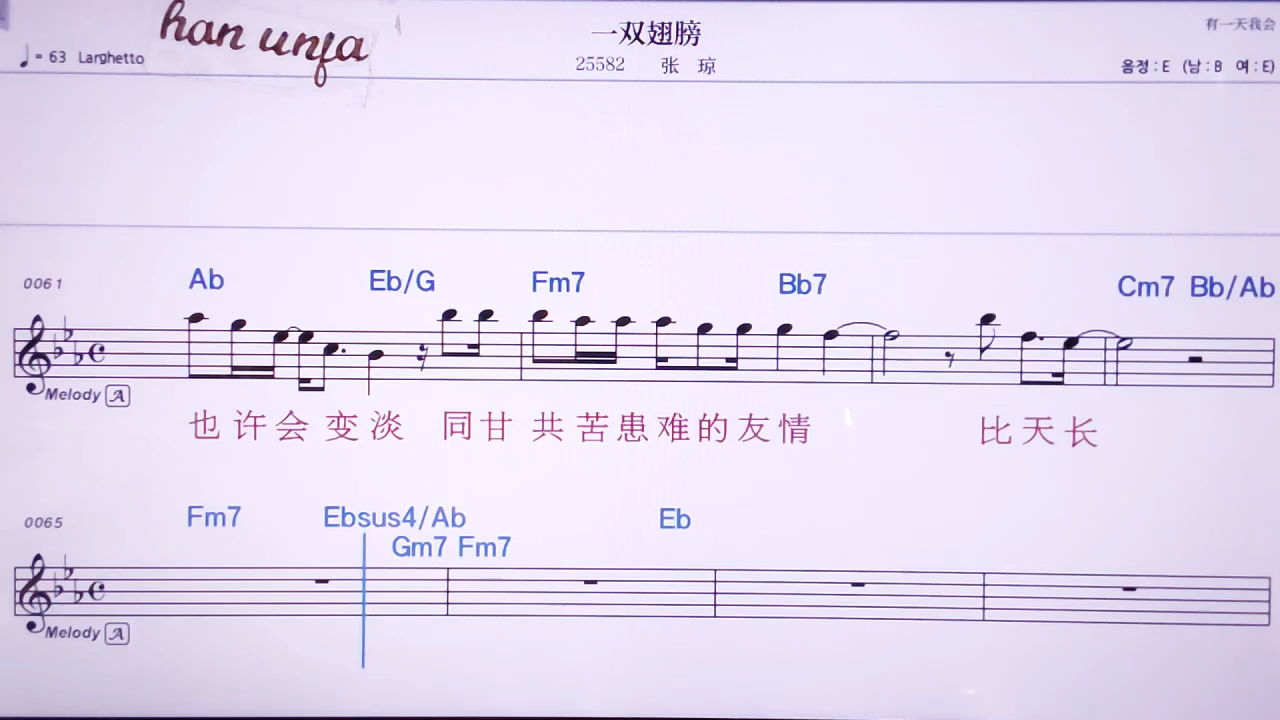 han unja
一双翅膀
有一天我会
♩= 63 Larghetto
25582 张 琼
음정 : E (남 : B 여 : E)
0061
Ab Eb/G Fm7 Bb7 Cm7 Bb/Ab
Melody A
也许会变淡 同甘共苦患难的友情 比天长
0065
Fm7 Ebsus4/Ab Eb
Gm7 Fm7
Melody A